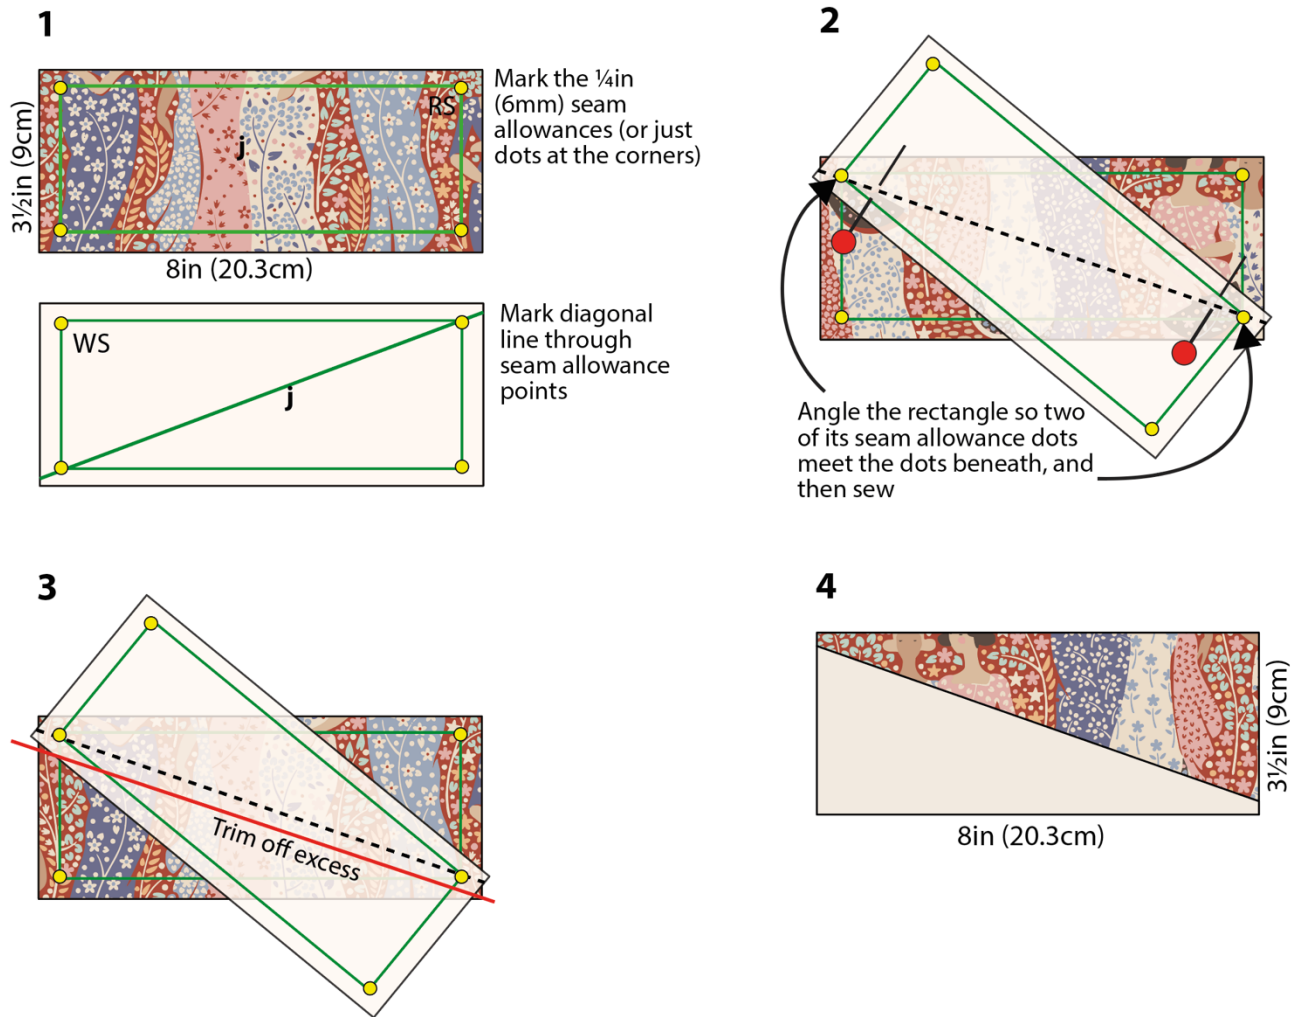 1
Mark the ¼in
(6mm) seam
allowances (or just
dots at the corners)
RS
j
3½in (9cm)
8in (20.3cm)
WS
j
Mark diagonal
line through
seam allowance
points
2
Angle the rectangle so two
of its seam allowance dots
meet the dots beneath, and
then sew
3
Trim off excess
4
3½in (9cm)
8in (20.3cm)